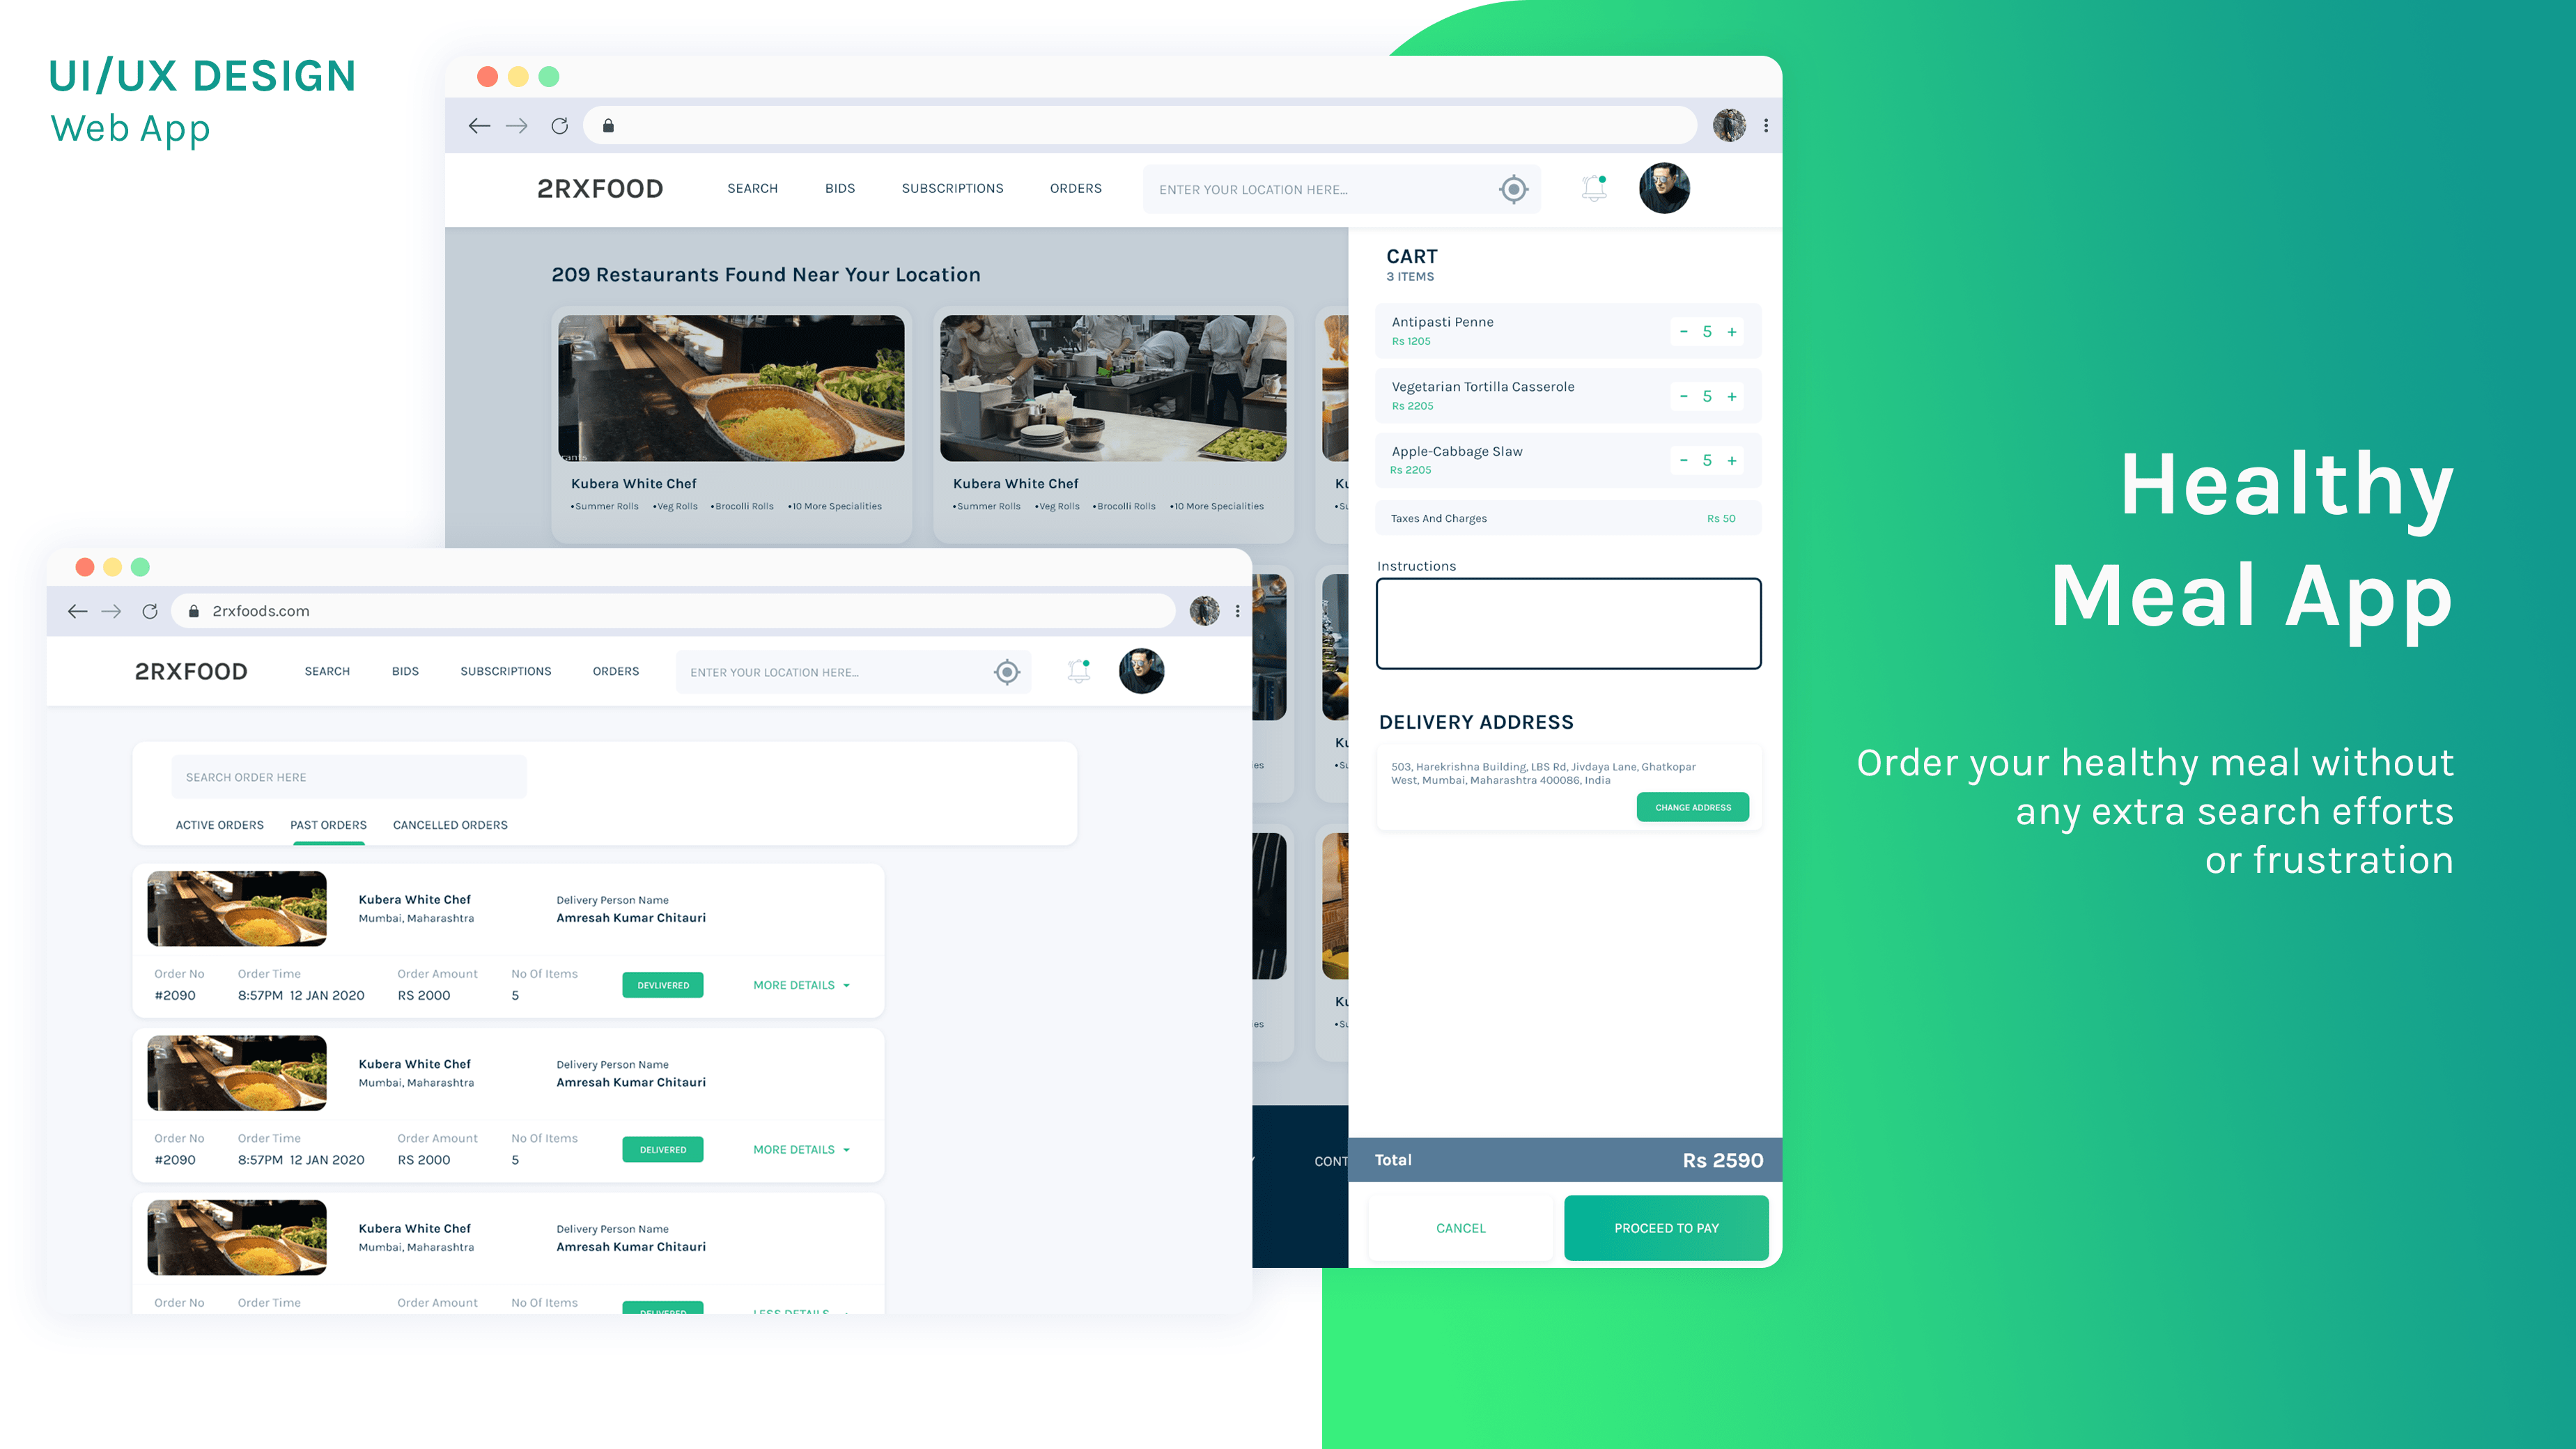 UI/UX DESIGN
Web App
2RXFOOD
SEARCH BIDS SUBSCRIPTIONS ORDERS ENTER YOUR LOCATION HERE...
209 Restaurants Found Near Your Location
Kubera White Chef
•Summer Rolls •Veg Rolls •Brocolli Rolls •10 More Specialities
Kubera White Chef
•Summer Rolls •Veg Rolls •Brocolli Rolls •10 More Specialities
CART
3 ITEMS
Antipasti Penne
Rs 1205
- 5 +
Vegetarian Tortilla Casserole
Rs 2205
- 5 +
Apple-Cabbage Slaw
Rs 2205
- 5 +
Taxes And Charges Rs 50
Instructions
DELIVERY ADDRESS
503, Harekrishna Building, LBS Rd, Jivdaya Lane, Ghatkopar
West, Mumbai, Maharashtra 400086, India
CHANGE ADDRESS
CONT
Total Rs 2590
CANCEL PROCEED TO PAY
2rxfoods.com
2RXFOOD
SEARCH BIDS SUBSCRIPTIONS ORDERS ENTER YOUR LOCATION HERE...
SEARCH ORDER HERE
ACTIVE ORDERS PAST ORDERS CANCELLED ORDERS
Kubera White Chef
Mumbai, Maharashtra
Delivery Person Name
Amresah Kumar Chitauri
Order No Order Time Order Amount No Of Items
#2090 8:57PM 12 JAN 2020 RS 2000 5
DEVLIVERED MORE DETAILS
Kubera White Chef
Mumbai, Maharashtra
Delivery Person Name
Amresah Kumar Chitauri
Order No Order Time Order Amount No Of Items
#2090 8:57PM 12 JAN 2020 RS 2000 5
DELIVERED MORE DETAILS
Kubera White Chef
Mumbai, Maharashtra
Delivery Person Name
Amresah Kumar Chitauri
Order No Order Time Order Amount No Of Items
DELIVERED LESS DETAILS
Healthy
Meal App
Order your healthy meal without
any extra search efforts
or frustration